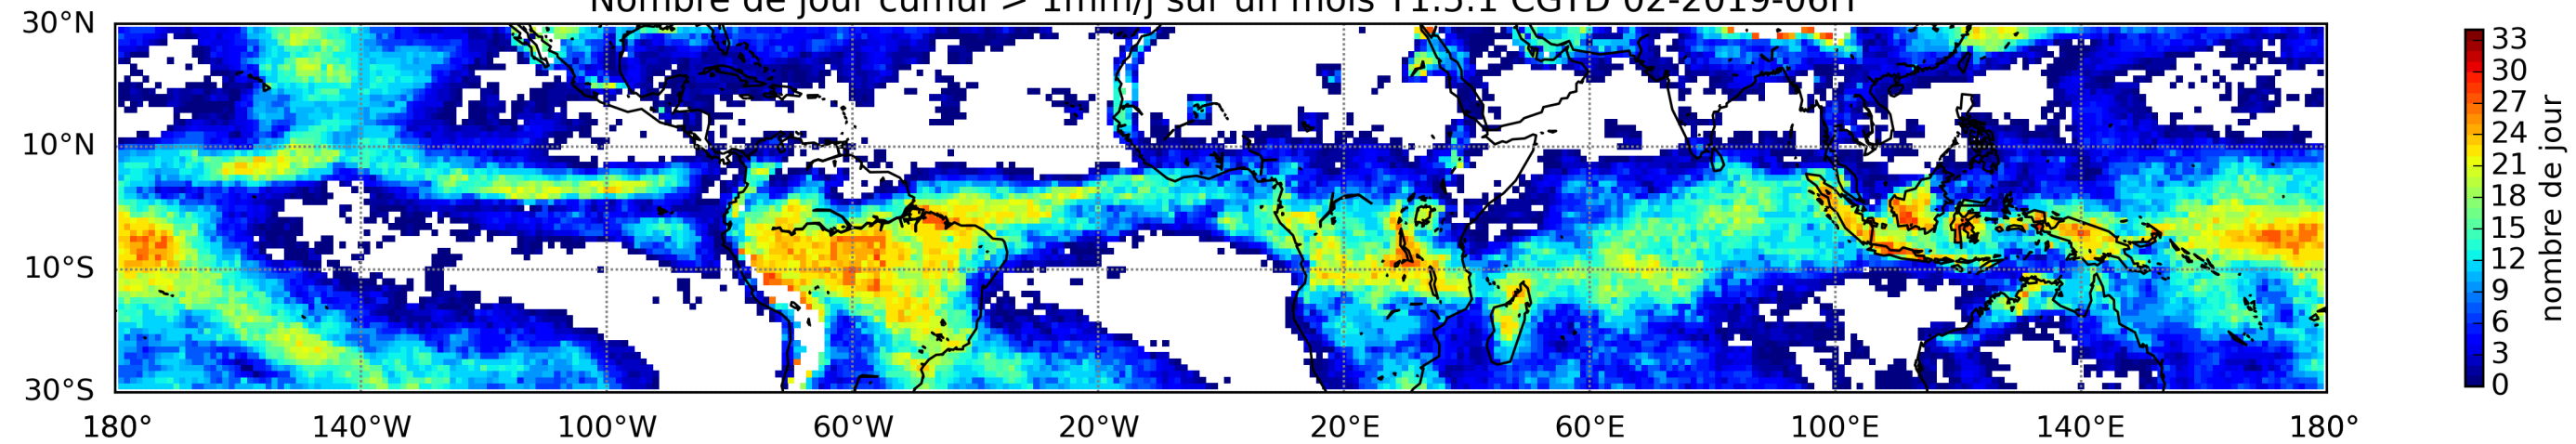 Nombre de jour cumul > 1mm/j sur un mois T1.5.1 CGTD 02-2019-06H
30°N
10°N
10°S
30°S
180° 140°W 100°W 60°W 20°W 20°E 60°E 100°E 140°E 180°
33
30
27
24
21
18
15
12
9
6
3
0
nombre de jour